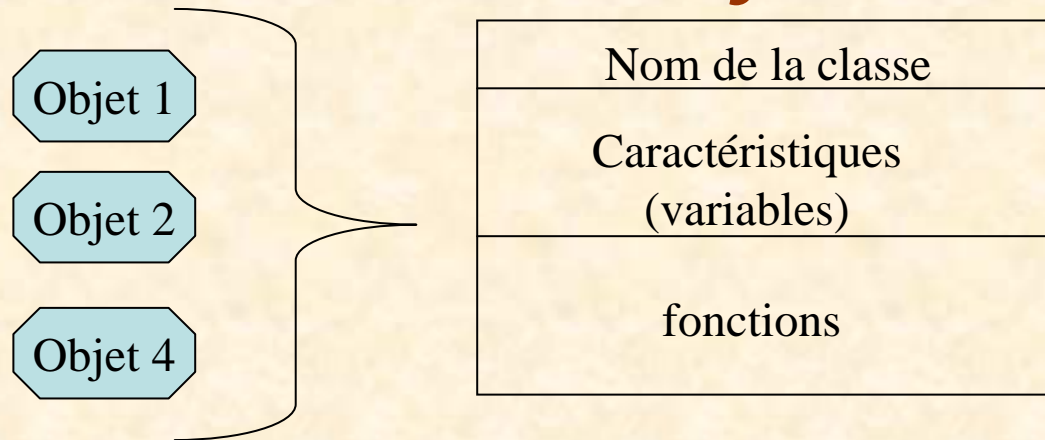 Objet 1
Objet 2
Objet 4
Nom de la classe
Caractéristiques
(variables)
fonctions